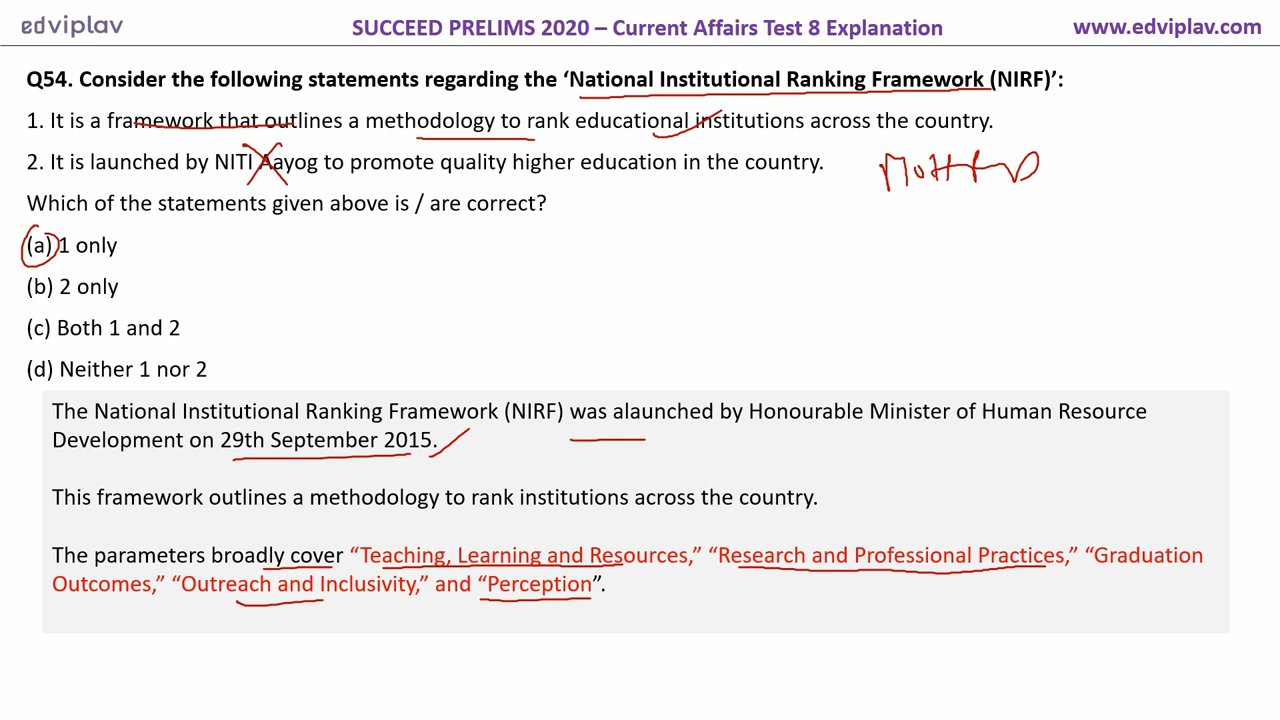 edviplav
SUCCEED PRELIMS 2020 – Current Affairs Test 8 Explanation
www.edviplav.com
Q54. Consider the following statements regarding the ‘National Institutional Ranking Framework (NIRF)’:
1. It is a framework that outlines a methodology to rank educational institutions across the country.
2. It is launched by NITI Aayog to promote quality higher education in the country.
MoHRD
Which of the statements given above is / are correct?
(a) 1 only
(b) 2 only
(c) Both 1 and 2
(d) Neither 1 nor 2
The National Institutional Ranking Framework (NIRF) was alaunched by Honourable Minister of Human Resource
Development on 29th September 2015.
This framework outlines a methodology to rank institutions across the country.
The parameters broadly cover “Teaching, Learning and Resources,” “Research and Professional Practices,” “Graduation
Outcomes,” “Outreach and Inclusivity,” and “Perception”.